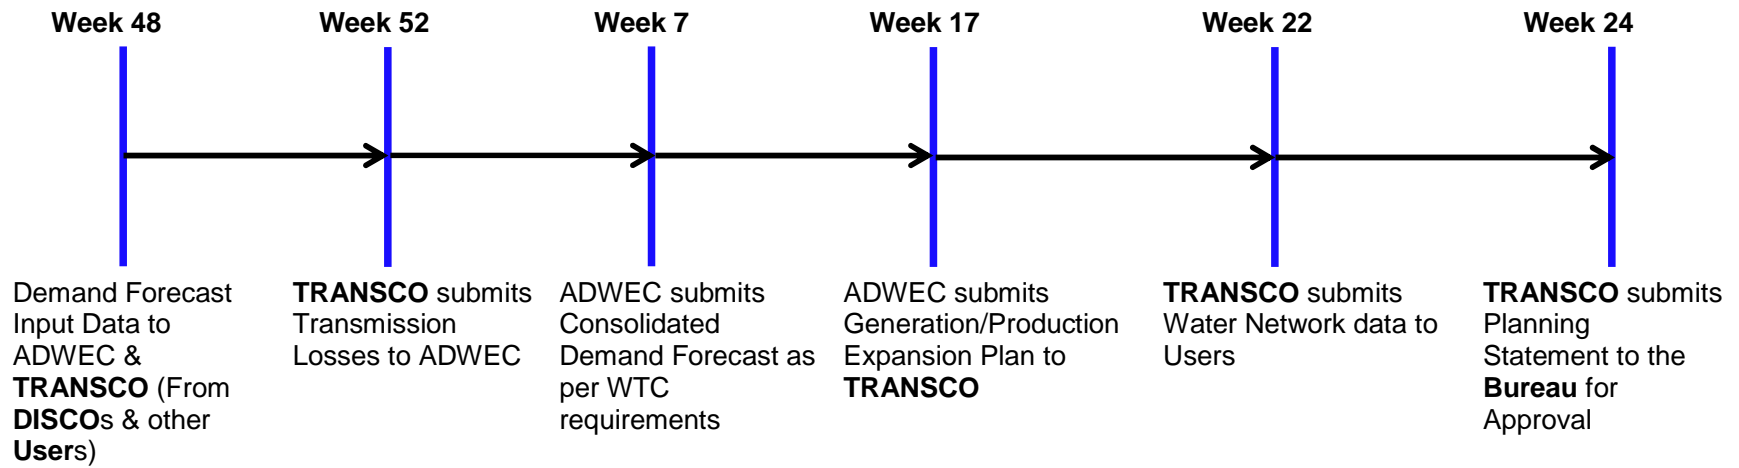 Week 48
Week 52
Week 7
Week 17
Week 22
Week 24
Demand Forecast
Input Data to
ADWEC &
TRANSCO (From
DISCOs & other
Users)
TRANSCO submits
Transmission
Losses to ADWEC
ADWEC submits
Consolidated
Demand Forecast as
per WTC
requirements
ADWEC submits
Generation/Production
Expansion Plan to
TRANSCO
TRANSCO submits
Water Network data to
Users
TRANSCO submits
Planning
Statement to the
Bureau for
Approval